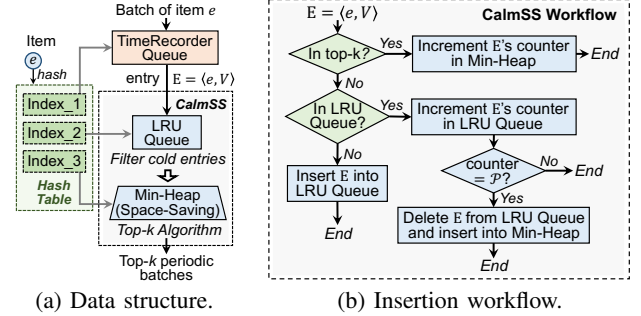 Batch of item e
Item
e
hash
TimeRecorder
Queue
entry E = ⟨e, V⟩
Index_1
Index_2
Index_3
Hash
Table
CalmSS
LRU
Queue
Filter cold entries
Min-Heap
(Space-Saving)
Top-k Algorithm
Top-k periodic
batches
(a) Data structure.
E = ⟨e, V⟩
CalmSS Workflow
In top-k?
Yes
Increment E's counter
in Min-Heap
End
No
In LRU
Queue?
Yes
Increment E's counter
in LRU Queue
No
Insert E into
LRU Queue
End
counter
= P?
No
End
Yes
Delete E from LRU Queue
and insert into Min-Heap
End
(b) Insertion workflow.